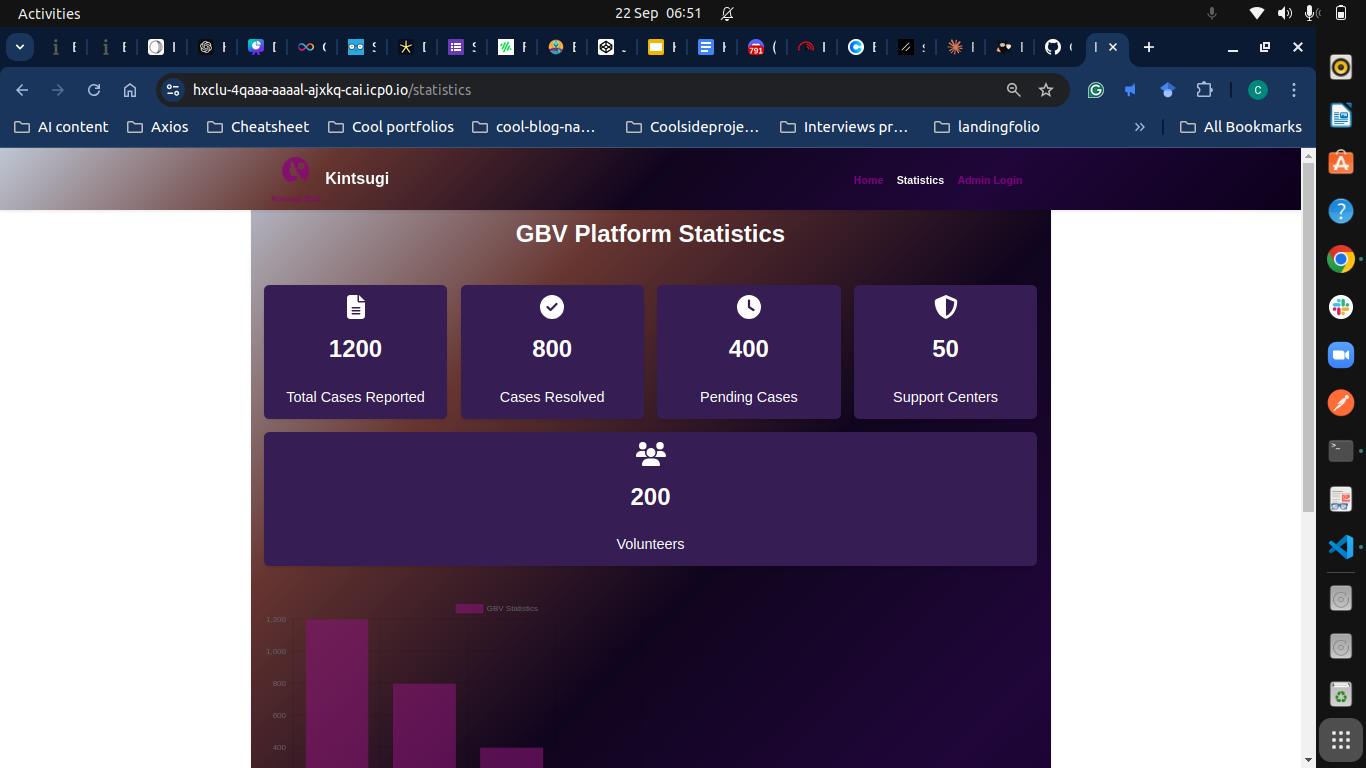 Activities
22 Sep 06:51
791
hxclu-4qaaa-aaaal-ajxkq-cai.icp0.io/statistics
C
AI content
Axios
Cheatsheet
Cool portfolios
cool-blog-na...
Coolsideproje...
Interviews pr...
landingfolio
»
All Bookmarks
Kintsugi
Home
Statistics
Admin Login
GBV Platform Statistics
1200
Total Cases Reported
800
Cases Resolved
400
Pending Cases
50
Support Centers
200
Volunteers
GBV Statistics
1,200
1,000
800
600
400